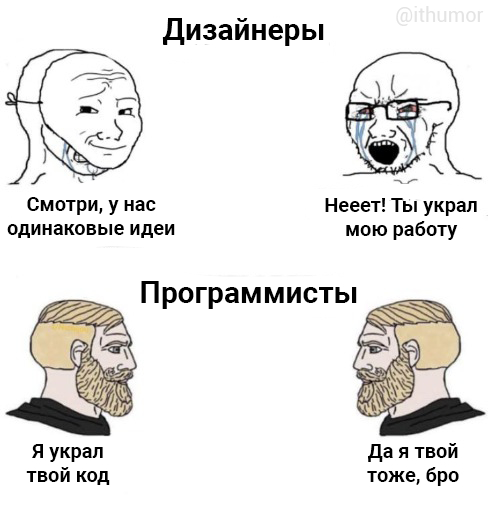 @ithumor
Дизайнеры
Смотри, у нас
одинаковые идеи
Нееет! Ты украл
мою работу
Программисты
Я украл
твой код
Да я твой
тоже, бро